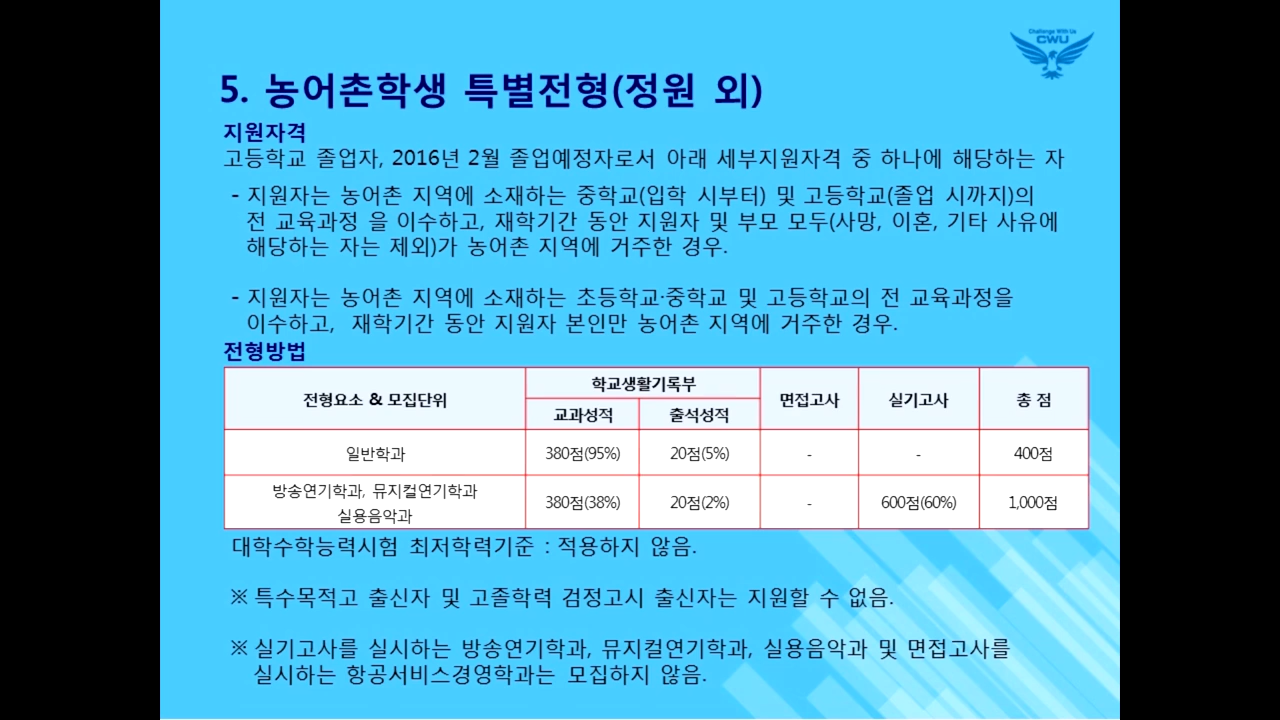 Challenge With Us
CWU
5. 농어촌학생 특별전형(정원 외)
지원자격
고등학교 졸업자, 2016년 2월 졸업예정자로서 아래 세부지원자격 중 하나에 해당하는 자
- 지원자는 농어촌 지역에 소재하는 중학교(입학 시부터) 및 고등학교(졸업 시까지)의
전 교육과정 을 이수하고, 재학기간 동안 지원자 및 부모 모두(사망, 이혼, 기타 사유에
해당하는 자는 제외)가 농어촌 지역에 거주한 경우.
- 지원자는 농어촌 지역에 소재하는 초등학교·중학교 및 고등학교의 전 교육과정을
이수하고, 재학기간 동안 지원자 본인만 농어촌 지역에 거주한 경우.
전형방법
전형요소 & 모집단위 학교생활기록부 면접고사 실기고사 총 점
교과성적 출석성적
일반학과 380점(95%) 20점(5%) - - 400점
방송연기학과, 뮤지컬연기학과
실용음악과 380점(38%) 20점(2%) - 600점(60%) 1,000점
대학수학능력시험 최저학력기준 : 적용하지 않음.
※ 특수목적고 출신자 및 고졸학력 검정고시 출신자는 지원할 수 없음.
※ 실기고사를 실시하는 방송연기학과, 뮤지컬연기학과, 실용음악과 및 면접고사를
실시하는 항공서비스경영학과는 모집하지 않음.